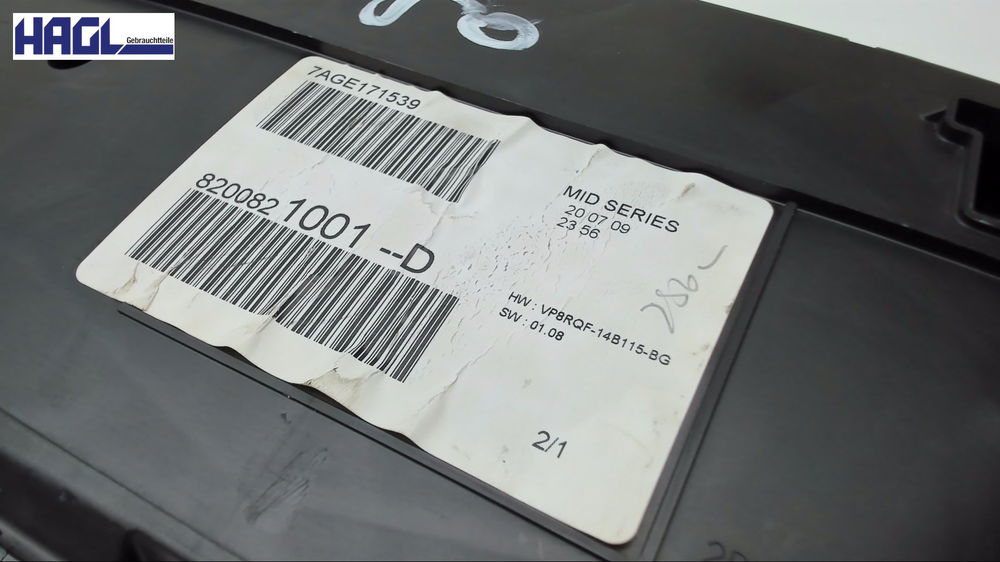 HAGL
Gebrauchtteile
7AGE171539
8200821001--D
MID SERIES
20 07 09
23 56
HW : VP8RQF-14B115-BG
SW : 01.08
2/1